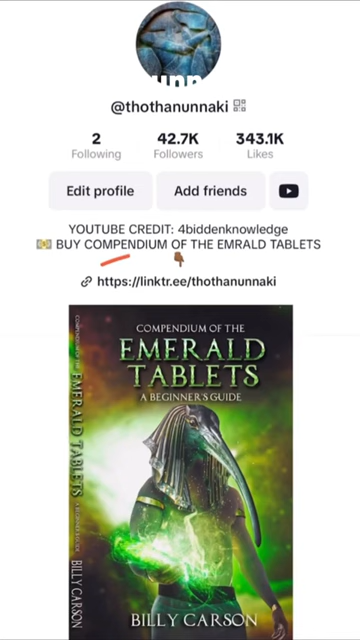 unn
@thothanunnaki
2 42.7K 343.1K
Following Followers Likes
Edit profile Add friends
YOUTUBE CREDIT: 4biddenknowledge
BUY COMPENDIUM OF THE EMRALD TABLETS
https://linktr.ee/thothanunnaki
COMPENDIUM OF THE
EMERALD
TABLETS
A BEGINNER'S GUIDE
COMPENDIUM OF THE EMERALD TABLETS A BEGINNER'S GUIDE BILLY CARSON
BILLY CARSON